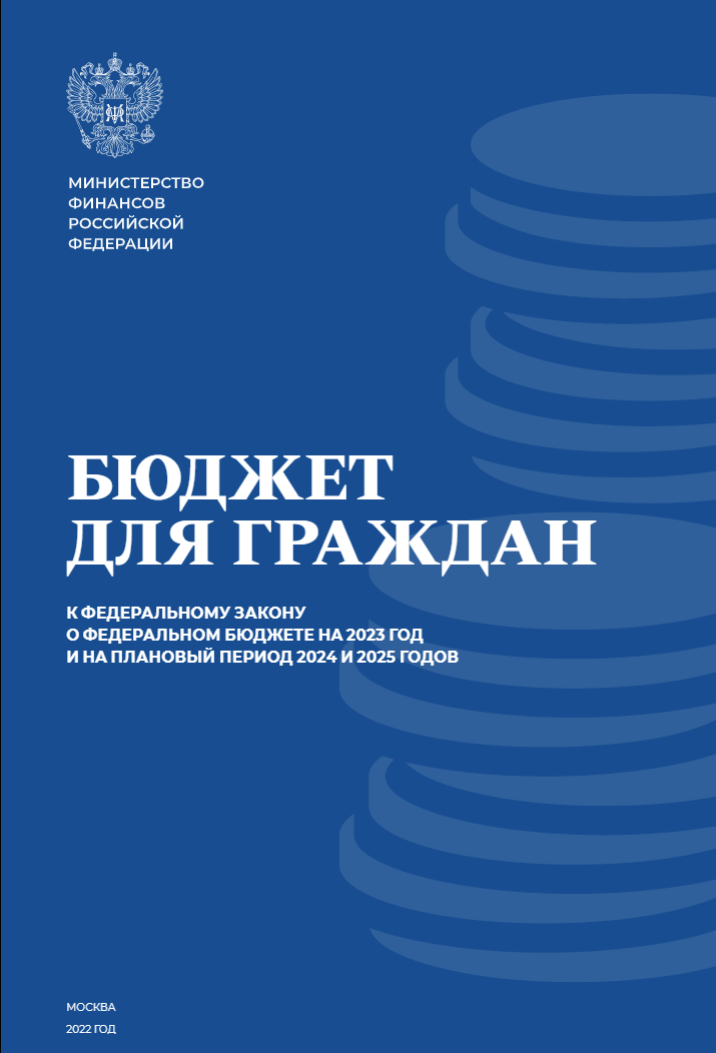 МИНИСТЕРСТВО
ФИНАНСОВ
РОССИЙСКОЙ
ФЕДЕРАЦИИ
БЮДЖЕТ
ДЛЯ ГРАЖДАН
К ФЕДЕРАЛЬНОМУ ЗАКОНУ
О ФЕДЕРАЛЬНОМ БЮДЖЕТЕ НА 2023 ГОД
И НА ПЛАНОВЫЙ ПЕРИОД 2024 И 2025 ГОДОВ
МОСКВА
2022 ГОД